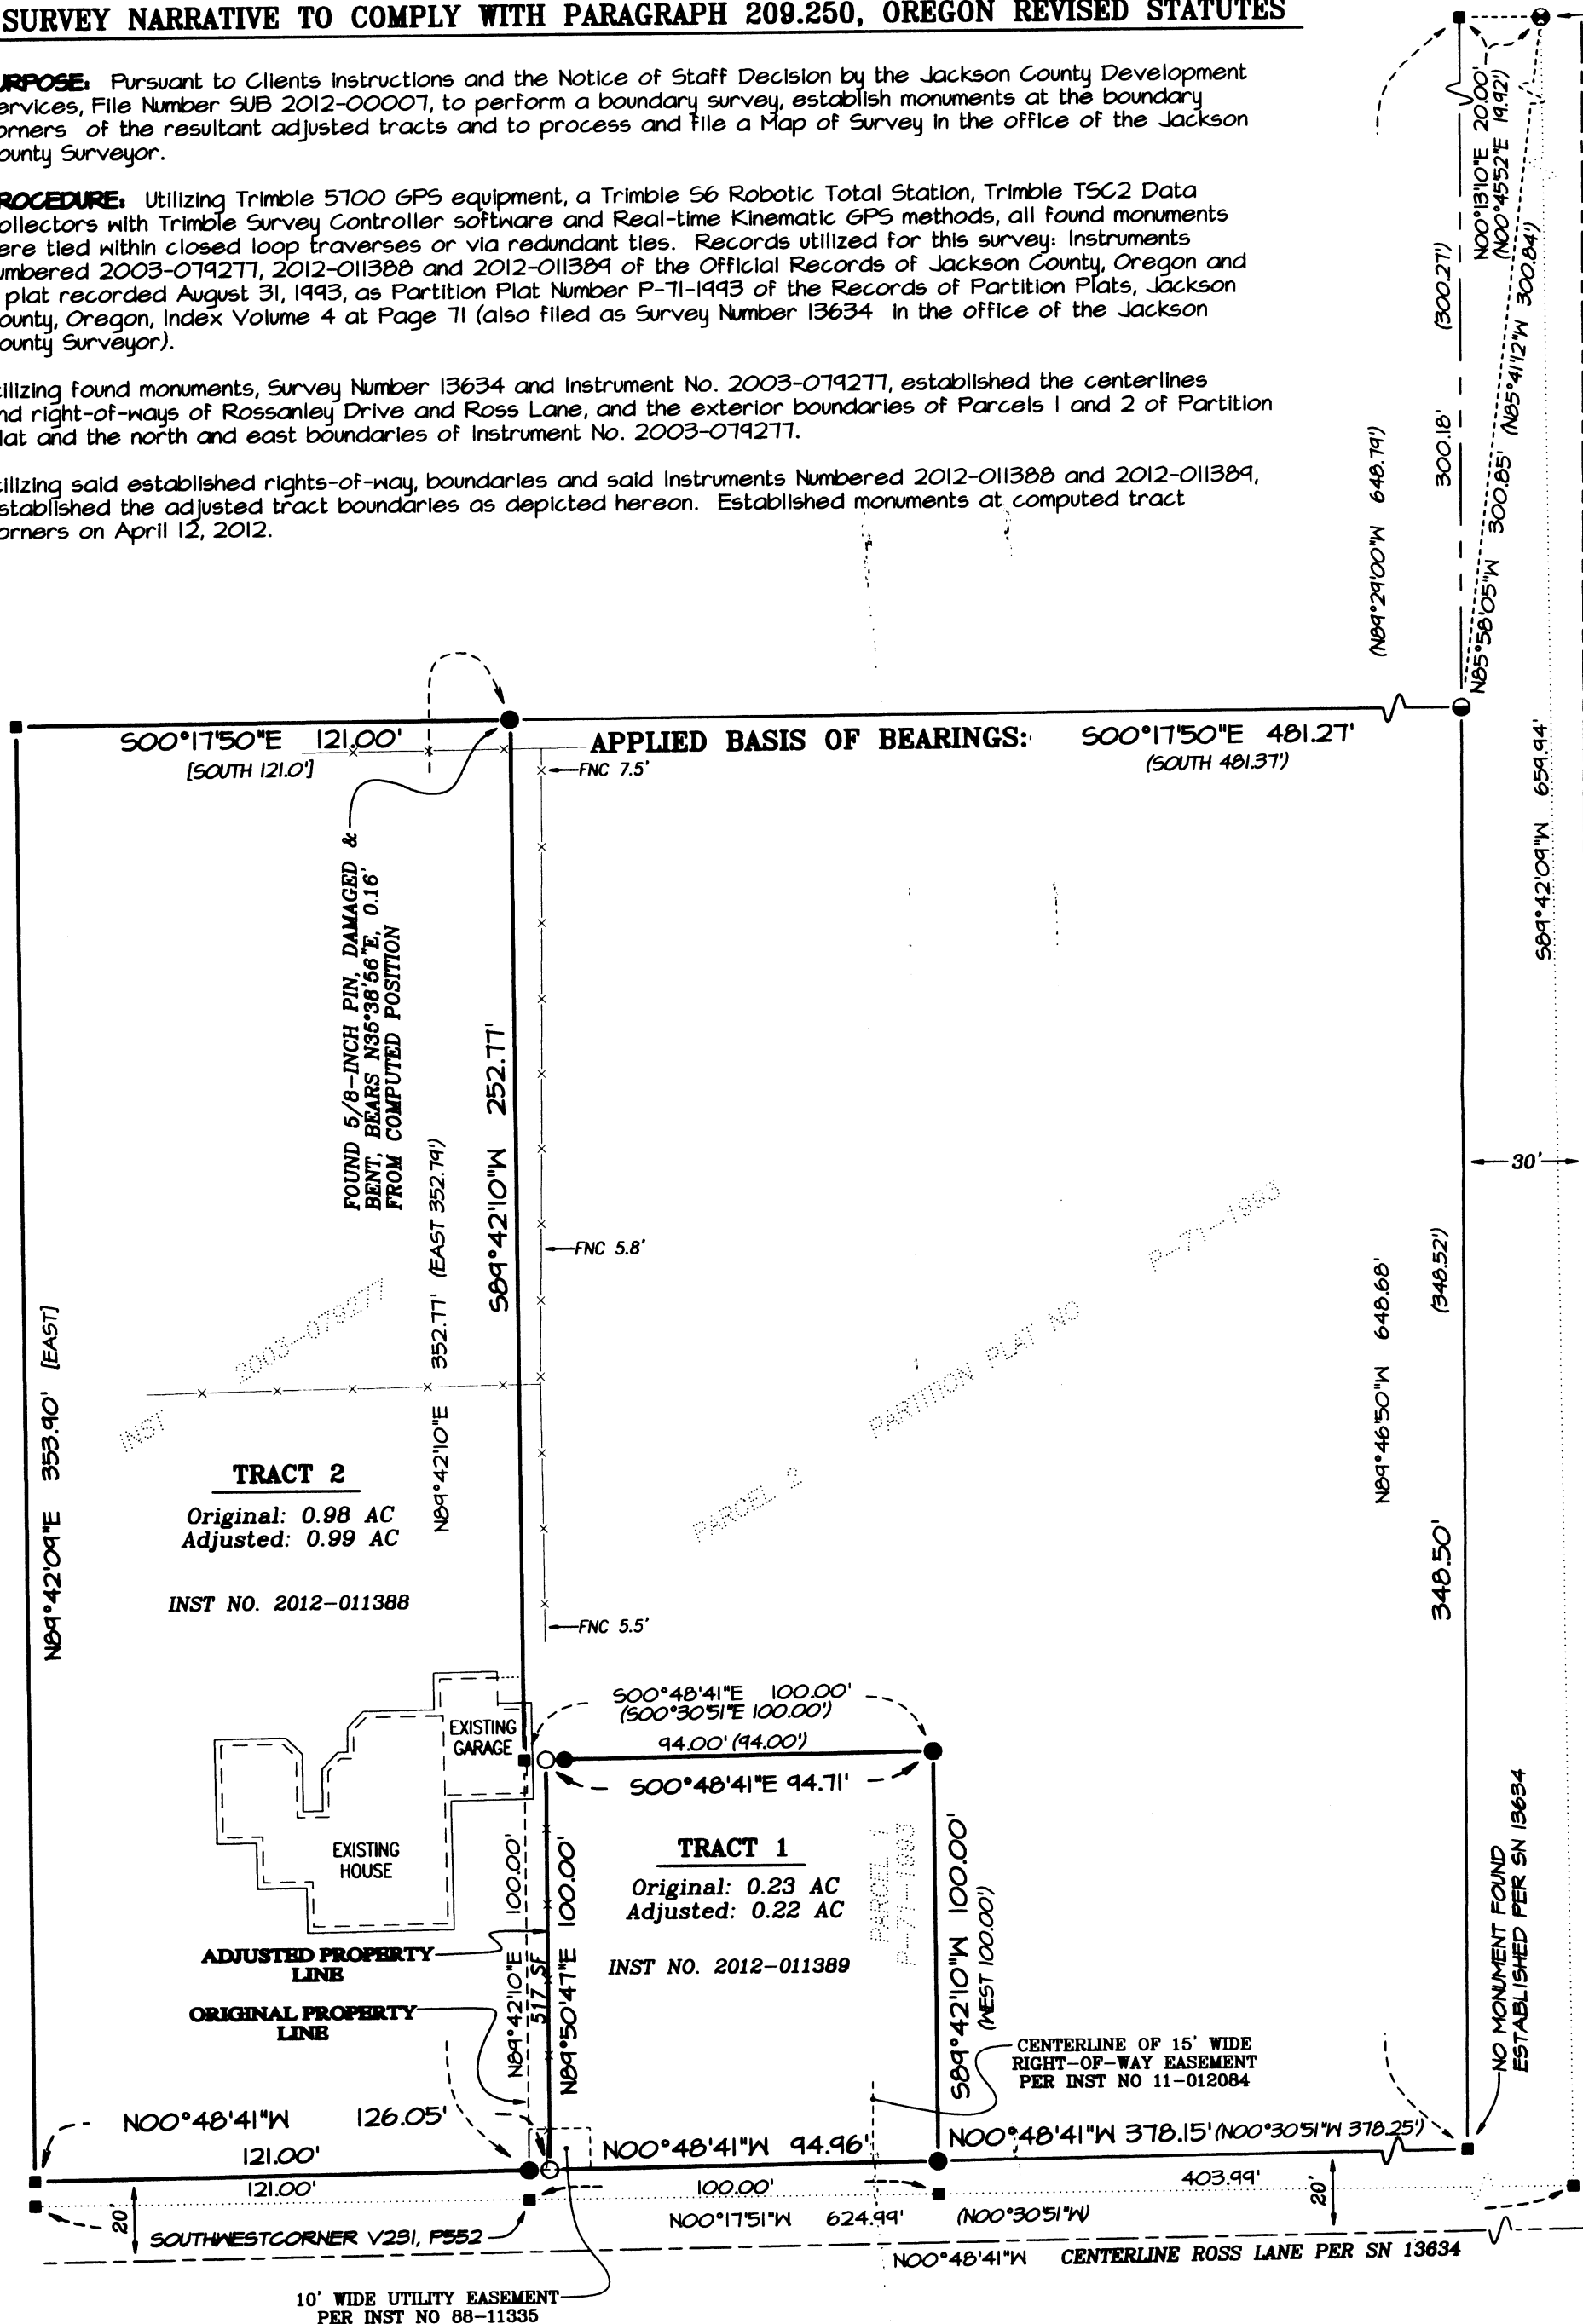 SURVEY NARRATIVE TO COMPLY WITH PARAGRAPH 209.250, OREGON REVISED STATUTES
URPOSE: Pursuant to Clients instructions and the Notice of Staff Decision by the Jackson County Development
ervices, File Number SUB 2012-00007, to perform a boundary survey, establish monuments at the boundary
orners of the resultant adjusted tracts and to process and file a Map of Survey in the office of the Jackson
ounty Surveyor.
ROCEDURE: Utilizing Trimble 5700 GPS equipment, a Trimble S6 Robotic Total Station, Trimble TSC2 Data
ollectors with Trimble Survey Controller software and Real-time Kinematic GPS methods, all found monuments
ere tied within closed loop traverses or via redundant ties. Records utilized for this survey: Instruments
umbered 2003-079277, 2012-011388 and 2012-011389 of the Official Records of Jackson County, Oregon and
plat recorded August 31, 1993, as Partition Plat Number P-71-1993 of the Records of Partition Plats, Jackson
ounty, Oregon, Index Volume 4 at Page 71 (also filed as Survey Number 13634 in the office of the Jackson
ounty Surveyor).
tilizing found monuments, Survey Number 13634 and Instrument No. 2003-079277, established the centerlines
nd right-of-ways of Rossanley Drive and Ross Lane, and the exterior boundaries of Parcels 1 and 2 of Partition
lat and the north and east boundaries of Instrument No. 2003-079277.
tilizing said established rights-of-way, boundaries and said Instruments Numbered 2012-011388 and 2012-011389,
stablished the adjusted tract boundaries as depicted hereon. Established monuments at computed tract
orners on April 12, 2012.
N00°13'10"E 20.00'
(N00°45'52"E 19.92')
(300.27')
300.18'
(N89°29'00"W 648.79')
N85°58'05"W 300.85' (N85°41'12"W 300.84')
S89°42'09"W 659.94'
S00°17'50"E 121.00'
[SOUTH 121.0']
APPLIED BASIS OF BEARINGS: S00°17'50"E 481.27'
(SOUTH 481.37')
FNC 7.5'
FOUND 5/8-INCH PIN, DAMAGED &
BENT, BEARS N35°38'56"E, 0.16'
FROM COMPUTED POSITION
S89°42'10"W 252.77'
N89°42'10"E 352.77' (EAST 352.79')
N89°42'09"E 353.90' [EAST]
FNC 5.8'
30'
INST 2003-079277
PARCEL 2 PARTITION PLAT NO P-71-1993
N89°46'50"W 648.68'
(348.52')
348.50'
TRACT 2
Original: 0.98 AC
Adjusted: 0.99 AC
INST NO. 2012-011388
FNC 5.5'
S00°48'41"E 100.00'
(S00°30'51"E 100.00')
94.00' (94.00')
S00°48'41"E 94.71'
EXISTING
GARAGE
EXISTING
HOUSE
TRACT 1
Original: 0.23 AC
Adjusted: 0.22 AC
INST NO. 2012-011389
PARCEL 1
P-71-1993
N89°42'10"E 100.00'
517 SF
N89°50'47"E 100.00'
S89°42'10"W 100.00'
(WEST 100.00')
NO MONUMENT FOUND
ESTABLISHED PER SN 13634
ADJUSTED PROPERTY
LINE
ORIGINAL PROPERTY
LINE
CENTERLINE OF 15' WIDE
RIGHT-OF-WAY EASEMENT
PER INST NO 11-012084
N00°48'41"W 126.05'
N00°48'41"W 94.96'
N00°48'41"W 378.15' (N00°30'51"W 378.25')
121.00'
121.00'
100.00'
403.99'
20'
20'
SOUTHWESTCORNER V231, P552
N00°17'51"W 624.99' (N00°30'51"W)
N00°48'41"W CENTERLINE ROSS LANE PER SN 13634
10' WIDE UTILITY EASEMENT
PER INST NO 88-11335